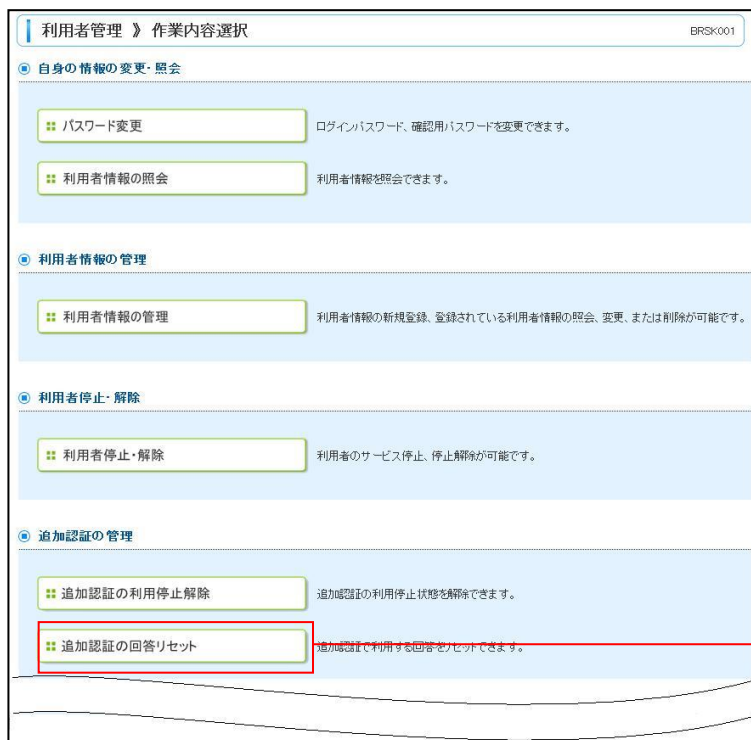 利用者管理 》 作業内容選択
BRSK001
自身の情報の変更・照会
パスワード変更
ログインパスワード、確認用パスワードを変更できます。
利用者情報の照会
利用者情報を照会できます。
利用者情報の管理
利用者情報の管理
利用者情報の新規登録、登録されている利用者情報の照会、変更、または削除が可能です。
利用者停止・解除
利用者停止・解除
利用者のサービス停止、停止解除が可能です。
追加認証の管理
追加認証の利用停止解除
追加認証の利用停止状態を解除できます。
追加認証の回答リセット
追加認証で利用する回答をリセットできます。